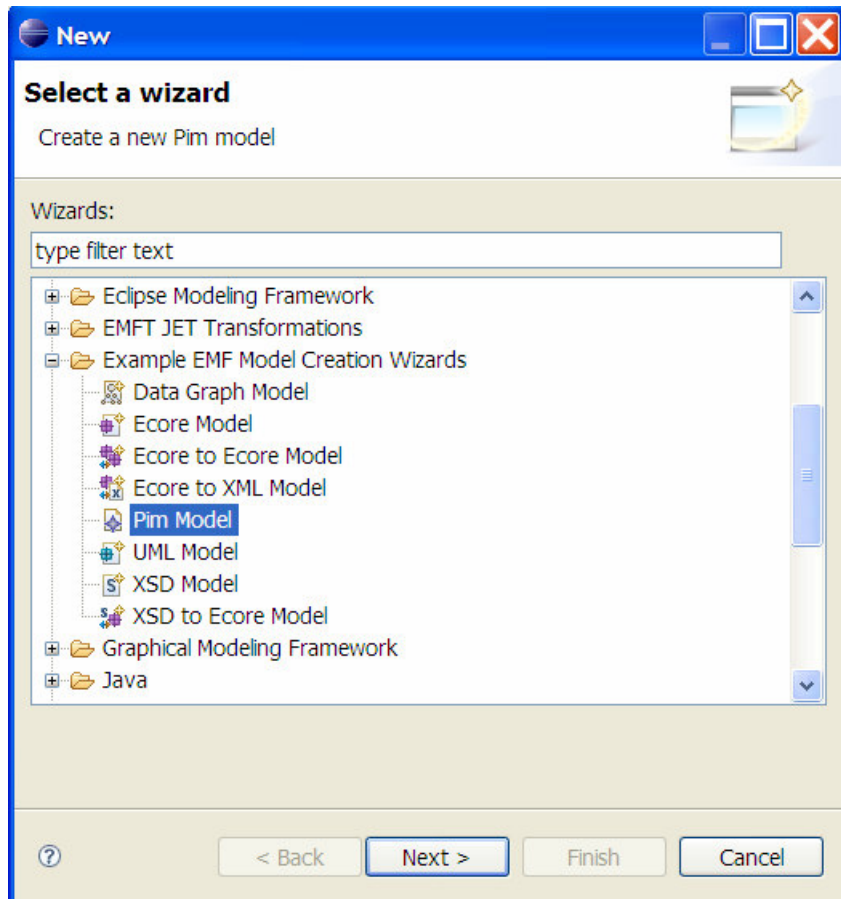 New
Select a wizard
Create a new Pim model
Wizards:
type filter text
Eclipse Modeling Framework
EMFT JET Transformations
Example EMF Model Creation Wizards
Data Graph Model
Ecore Model
Ecore to Ecore Model
Ecore to XML Model
Pim Model
UML Model
XSD Model
XSD to Ecore Model
Graphical Modeling Framework
Java
< Back Next > Finish Cancel